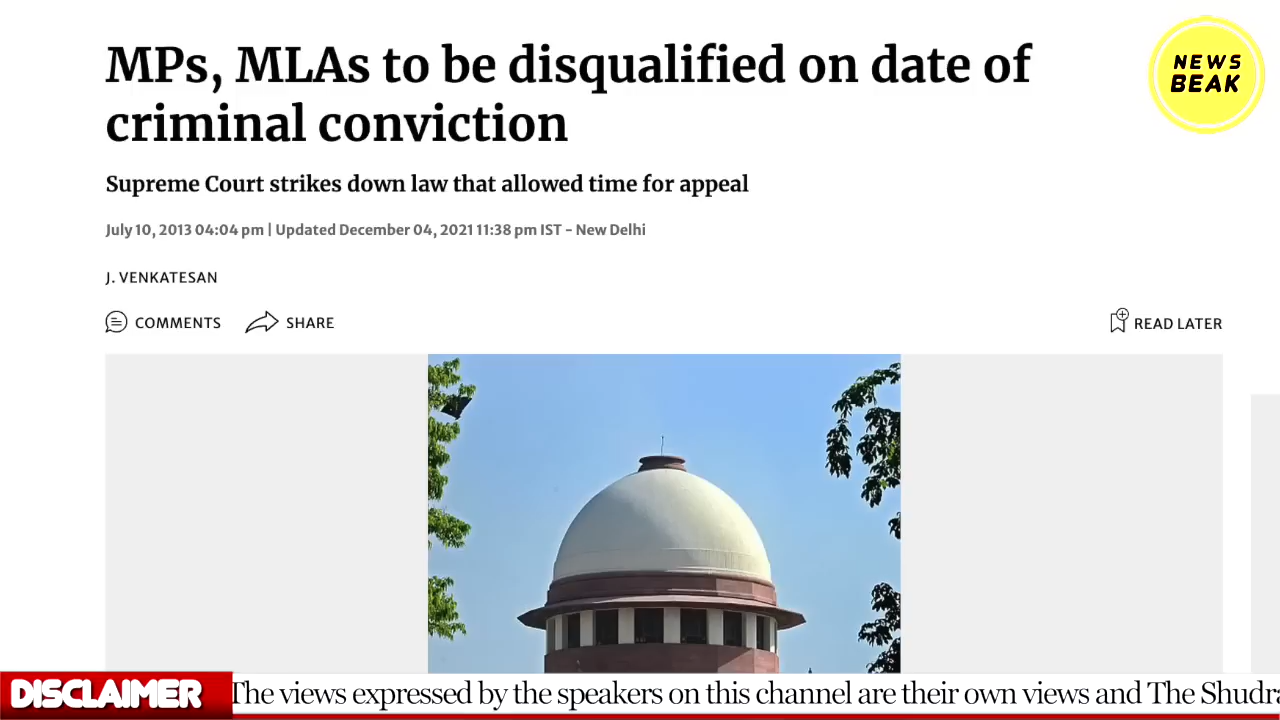 MPs, MLAs to be disqualified on date of
criminal conviction
NEWS
BEAK
Supreme Court strikes down law that allowed time for appeal
July 10, 2013 04:04 pm | Updated December 04, 2021 11:38 pm IST - New Delhi
J. VENKATESAN
COMMENTS SHARE READ LATER
DISCLAIMER The views expressed by the speakers on this channel are their own views and The